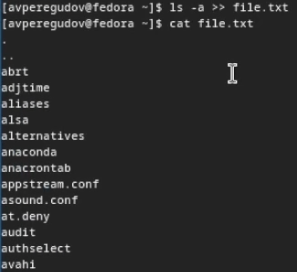 [avperegudov@fedora ~]$ ls -a >> file.txt
[avperegudov@fedora ~]$ cat file.txt
.
..
abrt
adjtime
aliases
alsa
alternatives
anaconda
anacrontab
appstream.conf
asound.conf
at.deny
audit
authselect
avahi